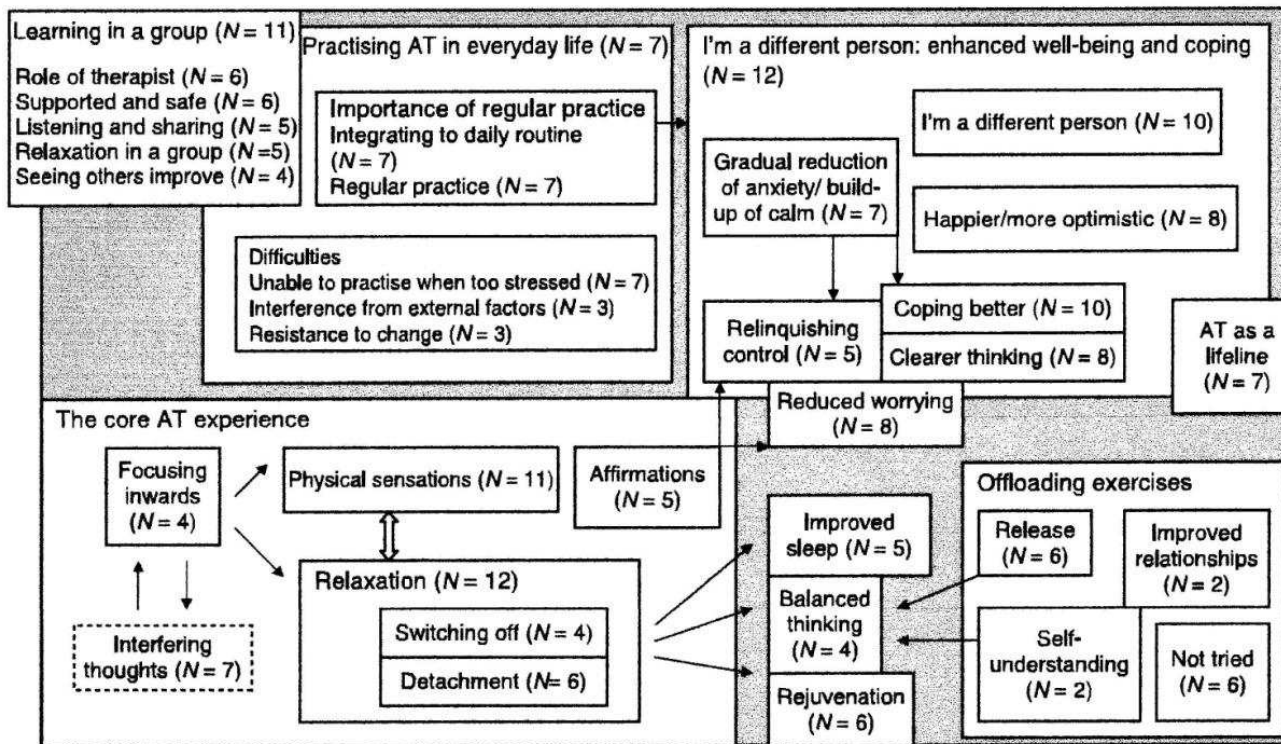 Learning in a group (N = 11)
Role of therapist (N = 6)
Supported and safe (N = 6)
Listening and sharing (N = 5)
Relaxation in a group (N =5)
Seeing others improve (N = 4)
Practising AT in everyday life (N = 7)
Importance of regular practice
Integrating to daily routine
(N = 7)
Regular practice (N = 7)
Difficulties
Unable to practise when too stressed (N = 7)
Interference from external factors (N = 3)
Resistance to change (N = 3)
I'm a different person: enhanced well-being and coping
(N = 12)
I'm a different person (N = 10)
Gradual reduction
of anxiety/ build-
up of calm (N = 7)
Happier/more optimistic (N = 8)
Relinquishing
control (N = 5)
Coping better (N = 10)
Clearer thinking (N = 8)
Reduced worrying
(N = 8)
AT as a
lifeline
(N = 7)
The core AT experience
Focusing
inwards
(N = 4)
Physical sensations (N = 11)
Affirmations
(N = 5)
Interfering
thoughts (N = 7)
Relaxation (N = 12)
Switching off (N = 4)
Detachment (N= 6)
Improved
sleep (N = 5)
Balanced
thinking
(N = 4)
Rejuvenation
(N = 6)
Offloading exercises
Release
(N = 6)
Improved
relationships
(N = 2)
Self-
understanding
(N = 2)
Not tried
(N = 6)